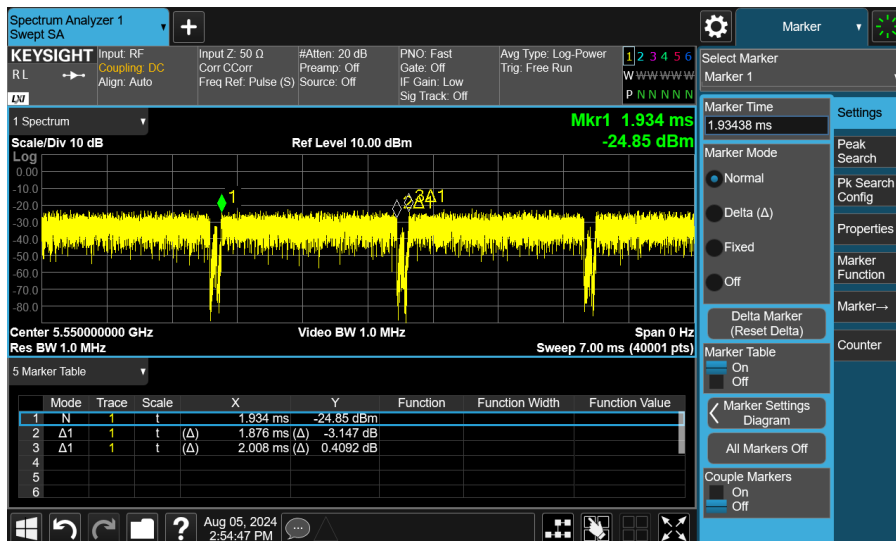 Spectrum Analyzer 1
Swept SA
Marker
KEYSIGHT
R L
LXI
Input: RF
Coupling: DC
Align: Auto
Input Z: 50 Ω
Corr CCorr
Freq Ref: Pulse (S)
#Atten: 20 dB
Preamp: Off
Source: Off
PNO: Fast
Gate: Off
IF Gain: Low
Sig Track: Off
Avg Type: Log-Power
Trig: Free Run
1 2 3 4 5 6
W W W W W W
P N N N N N
Select Marker
Marker 1
1 Spectrum
Mkr1 1.934 ms
Scale/Div 10 dB
Ref Level 10.00 dBm
-24.85 dBm
Log
0.00
-10.0
-20.0
-30.0
-40.0
-50.0
-60.0
-70.0
-80.0
1
3Δ1
Center 5.550000000 GHz
Video BW 1.0 MHz
Span 0 Hz
Res BW 1.0 MHz
Sweep 7.00 ms (40001 pts)
5 Marker Table
Mode Trace Scale X Y Function Function Width Function Value
1 N 1 t 1.934 ms -24.85 dBm
2 Δ1 1 t (Δ) 1.876 ms (Δ) -3.147 dB
3 Δ1 1 t (Δ) 2.008 ms (Δ) 0.4092 dB
4
5
6
Marker Time
1.93438 ms
Marker Mode
Normal
Delta (Δ)
Fixed
Off
Delta Marker
(Reset Delta)
Marker Table
On
Off
Marker Settings
Diagram
All Markers Off
Couple Markers
On
Off
Settings
Peak
Search
Pk Search
Config
Properties
Marker
Function
Marker→
Counter
?
Aug 05, 2024
2:54:47 PM